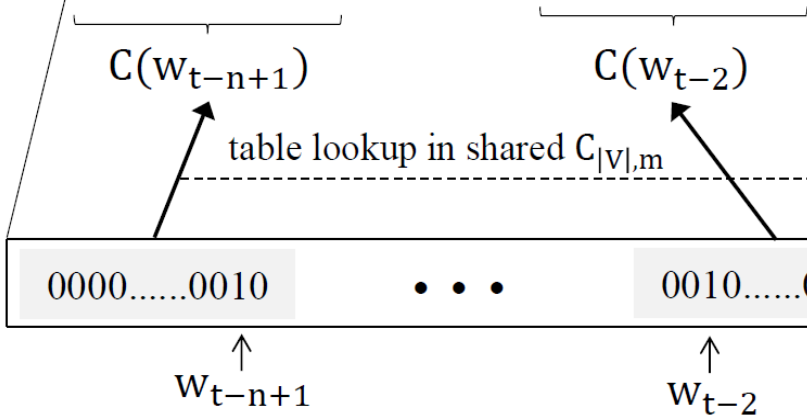 C(w_{t−n+1}) C(w_{t−2})
table lookup in shared C_{|V|,m}
0000......0010 • • • 0010......
w_{t−n+1} w_{t−2}